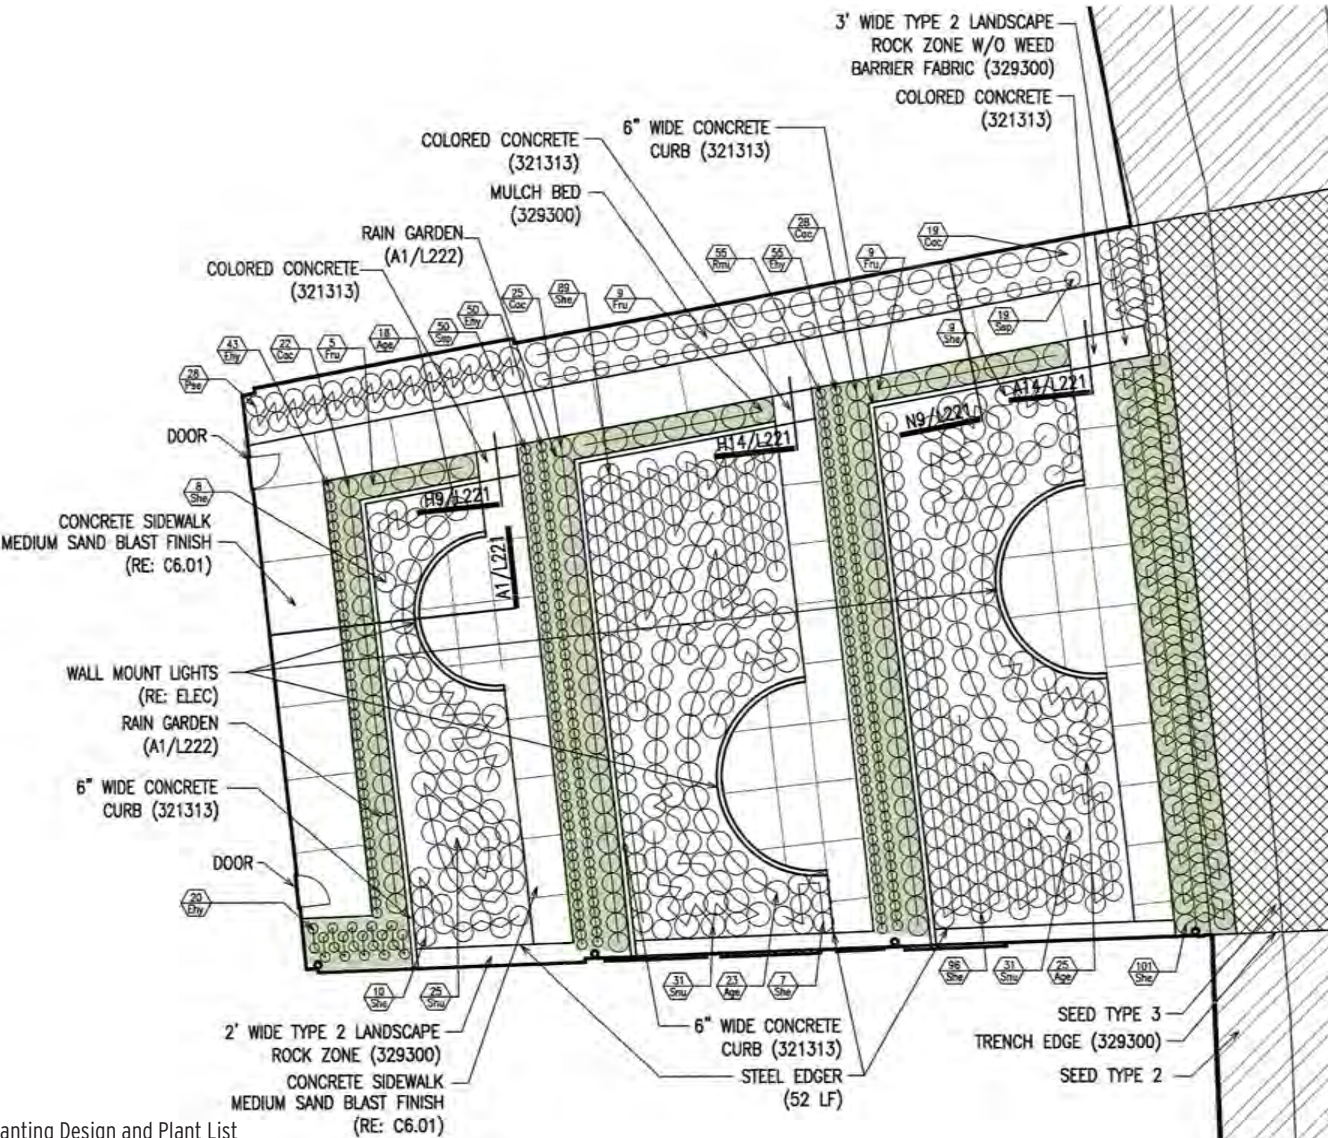 3' WIDE TYPE 2 LANDSCAPE
ROCK ZONE W/O WEED
BARRIER FABRIC (329300)
COLORED CONCRETE
(321313)
6" WIDE CONCRETE
CURB (321313)
COLORED CONCRETE
(321313)
MULCH BED
(329300)
RAIN GARDEN
(A1/L222)
COLORED CONCRETE
(321313)
28
Cac
19
Cac
55
Rmi
55
Ehy
9
Fru
25
Cac
89
She
9
Fru
50
Ehy
50
Ssp
18
Age
5
Fru
22
Cac
43
Ehy
28
Pse
9
She
19
Ssp
DOOR
8
She
H9/L221
A1/L221
H14/L221
N9/L221
A14/L221
CONCRETE SIDEWALK
MEDIUM SAND BLAST FINISH
(RE: C6.01)
WALL MOUNT LIGHTS
(RE: ELEC)
RAIN GARDEN
(A1/L222)
6" WIDE CONCRETE
CURB (321313)
DOOR
20
Ehy
10
She
25
Snu
31
Snu
23
Age
7
She
96
She
31
Snu
25
Age
101
She
2' WIDE TYPE 2 LANDSCAPE
ROCK ZONE (329300)
CONCRETE SIDEWALK
MEDIUM SAND BLAST FINISH
(RE: C6.01)
6" WIDE CONCRETE
CURB (321313)
STEEL EDGER
(52 LF)
SEED TYPE 3
TRENCH EDGE (329300)
SEED TYPE 2
anting Design and Plant List